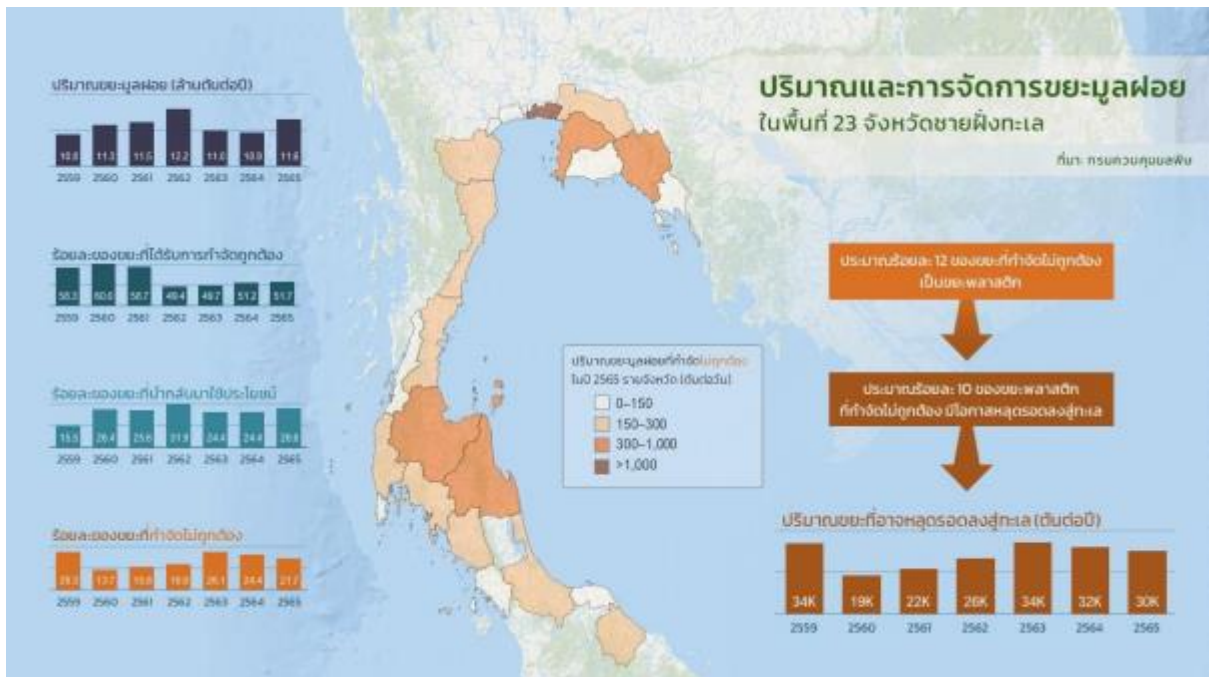 ปริมาณและการจัดการขยะมูลฝอย
ในพื้นที่ 23 จังหวัดชายฝั่งทะเล
ที่มา: กรมควบคุมมลพิษ
ปริมาณขยะมูลฝอย (ล้านตันต่อปี)
11.3 11.5 12.2 11.0 10.9 11.6
2559 2560 2561 2562 2563 2564 2565
ร้อยละของขยะที่ได้รับการกำจัดถูกต้อง
49.4 49.7 51.2 51.7
2559 2560 2561 2562 2563 2564 2565
ร้อยละของขยะที่นำกลับมาใช้ประโยชน์
15.5 26.4 25.6 31.9 24.4 24.4
2559 2560 2561 2562 2563 2564 2565
ร้อยละของขยะที่กำจัดไม่ถูกต้อง
13.7 26.1 24.4 21.7
2559 2560 2561 2562 2563 2564 2565
ปริมาณขยะมูลฝอยที่กำจัดไม่ถูกต้อง
ในปี 2565 รายจังหวัด (ตันต่อวัน)
0–150
150–300
300–1,000
>1,000
ประมาณร้อยละ 12 ของขยะที่กำจัดไม่ถูกต้อง
เป็นขยะพลาสติก
ประมาณร้อยละ 10 ของขยะพลาสติก
ที่กำจัดไม่ถูกต้อง มีโอกาสหลุดรอดลงสู่ทะเล
ปริมาณขยะที่อาจหลุดรอดลงสู่ทะเล (ตันต่อปี)
34K 19K 22K 26K 34K 32K 30K
2559 2560 2561 2562 2563 2564 2565